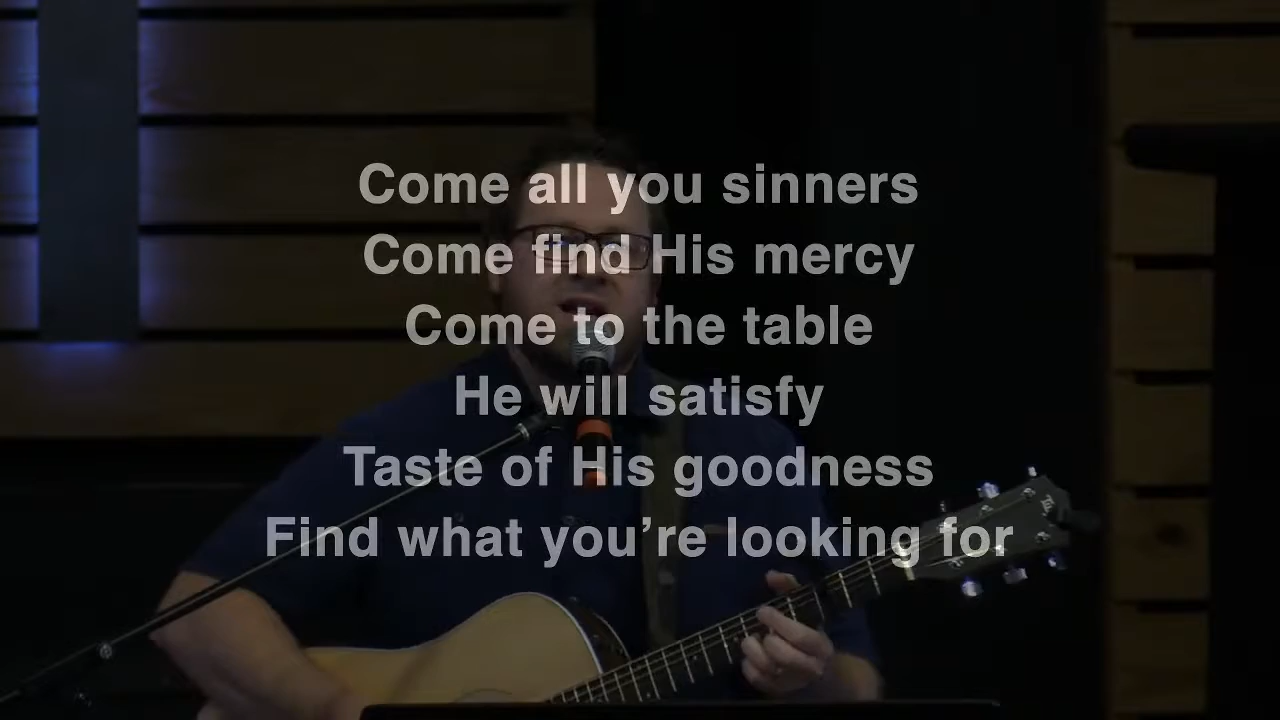 Come all you sinners
Come find His mercy
Come to the table
He will satisfy
Taste of His goodness
Find what you’re looking for